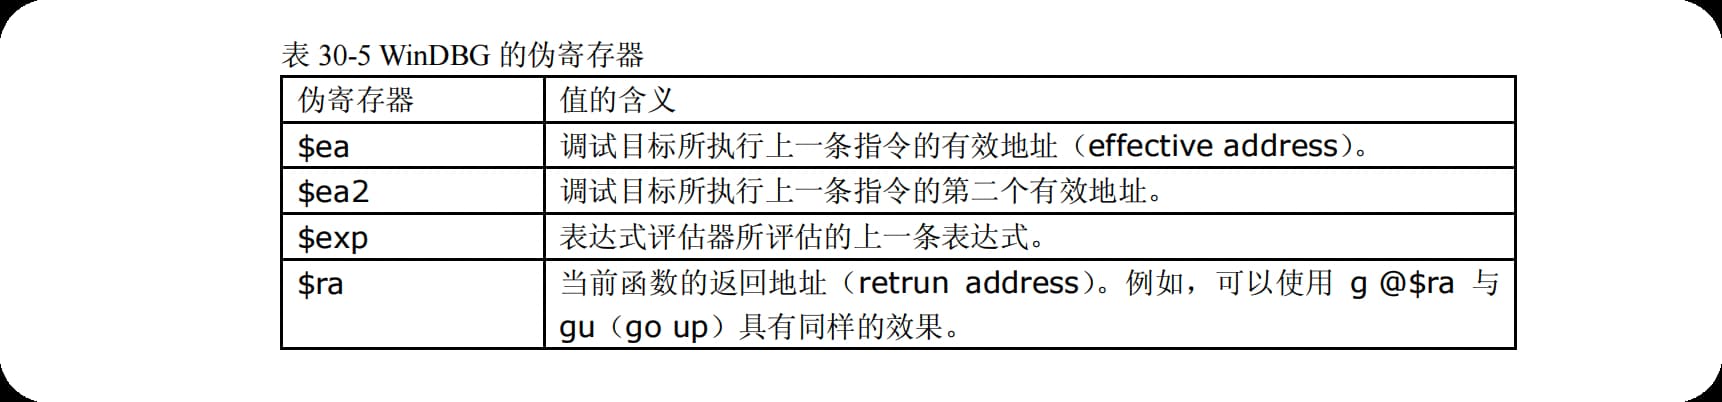 表 30-5 WinDBG 的伪寄存器
伪寄存器 值的含义
$ea 调试目标所执行上一条指令的有效地址（effective address）。
$ea2 调试目标所执行上一条指令的第二个有效地址。
$exp 表达式评估器所评估的上一条表达式。
$ra 当前函数的返回地址（retrun address）。例如，可以使用 g @$ra 与
gu（go up）具有同样的效果。